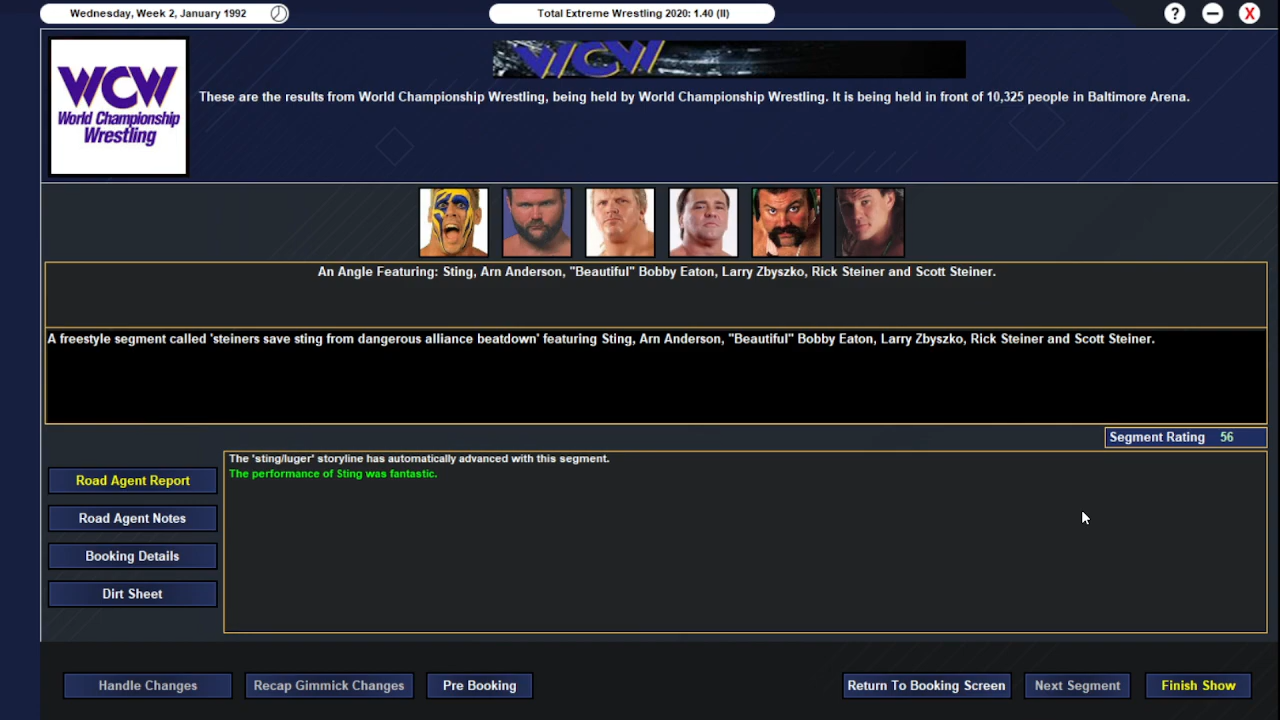 Wednesday, Week 2, January 1992
Total Extreme Wrestling 2020: 1.40 (II)
?
X
WCW
World Championship
Wrestling
WCW
These are the results from World Championship Wrestling, being held by World Championship Wrestling. It is being held in front of 10,325 people in Baltimore Arena.
An Angle Featuring: Sting, Arn Anderson, "Beautiful" Bobby Eaton, Larry Zbyszko, Rick Steiner and Scott Steiner.
A freestyle segment called 'steiners save sting from dangerous alliance beatdown' featuring Sting, Arn Anderson, "Beautiful" Bobby Eaton, Larry Zbyszko, Rick Steiner and Scott Steiner.
Segment Rating 56
The 'sting/luger' storyline has automatically advanced with this segment.
The performance of Sting was fantastic.
Road Agent Report
Road Agent Notes
Booking Details
Dirt Sheet
Handle Changes
Recap Gimmick Changes
Pre Booking
Return To Booking Screen
Next Segment
Finish Show